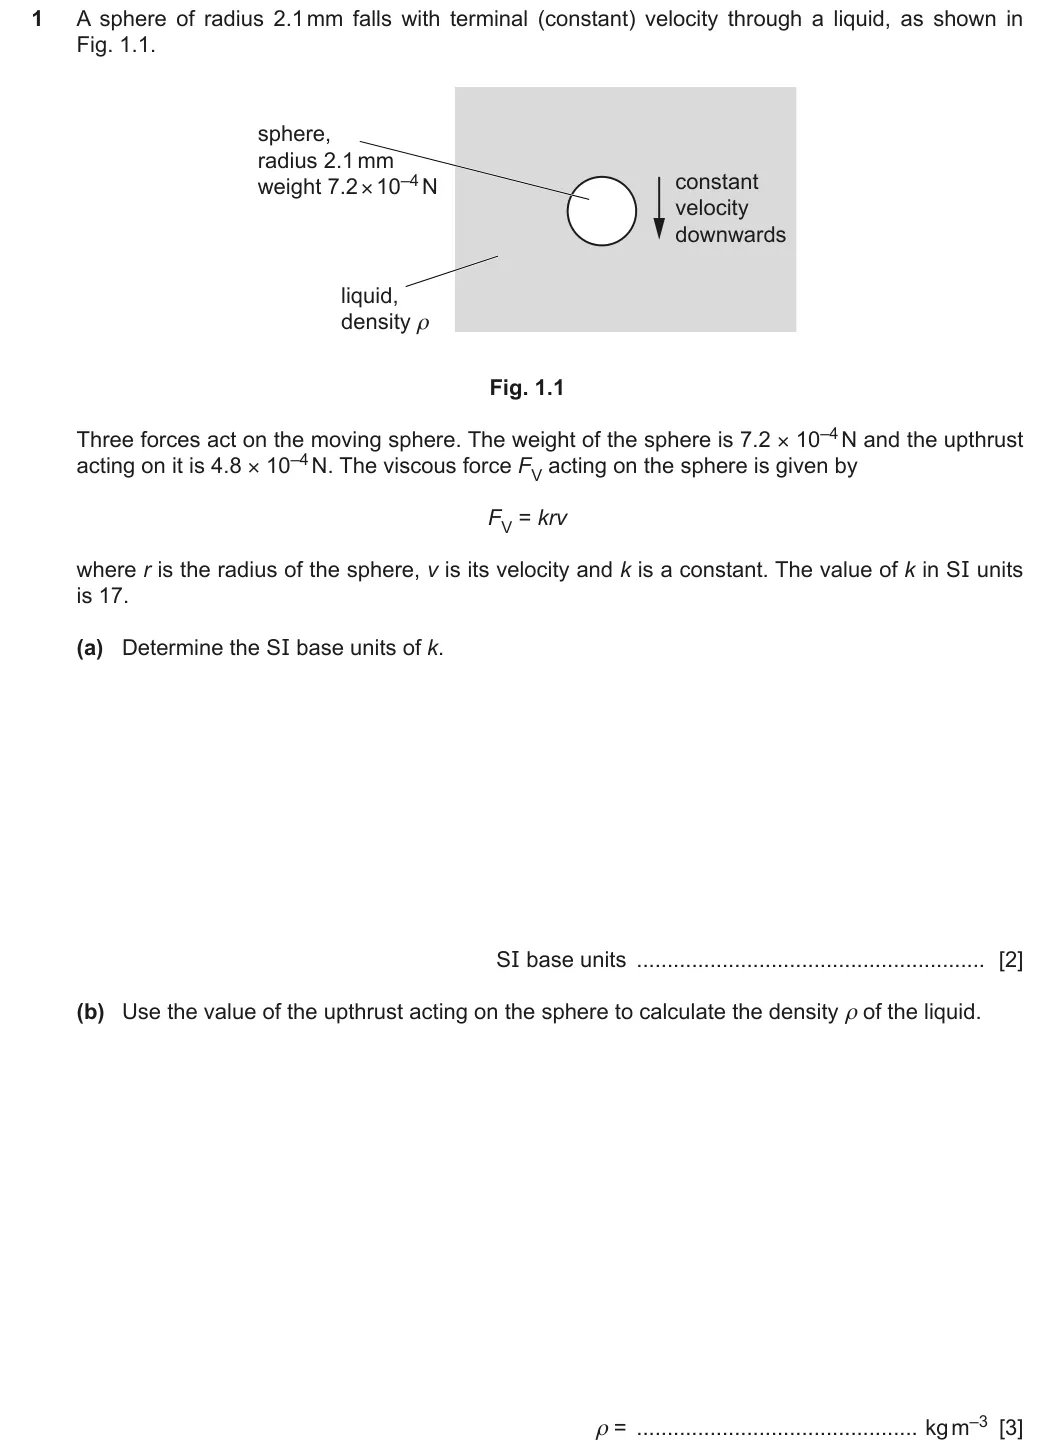 1 A sphere of radius 2.1 mm falls with terminal (constant) velocity through a liquid, as shown in
Fig. 1.1.
sphere,
radius 2.1 mm
weight 7.2 × 10⁻⁴ N
constant
velocity
downwards
liquid,
density ρ
Fig. 1.1
Three forces act on the moving sphere. The weight of the sphere is 7.2 × 10⁻⁴ N and the upthrust
acting on it is 4.8 × 10⁻⁴ N. The viscous force F_V acting on the sphere is given by
F_V = krv
where r is the radius of the sphere, v is its velocity and k is a constant. The value of k in SI units
is 17.
(a) Determine the SI base units of k.
SI base units ......................................................... [2]
(b) Use the value of the upthrust acting on the sphere to calculate the density ρ of the liquid.
ρ = .............................................. kg m⁻³ [3]